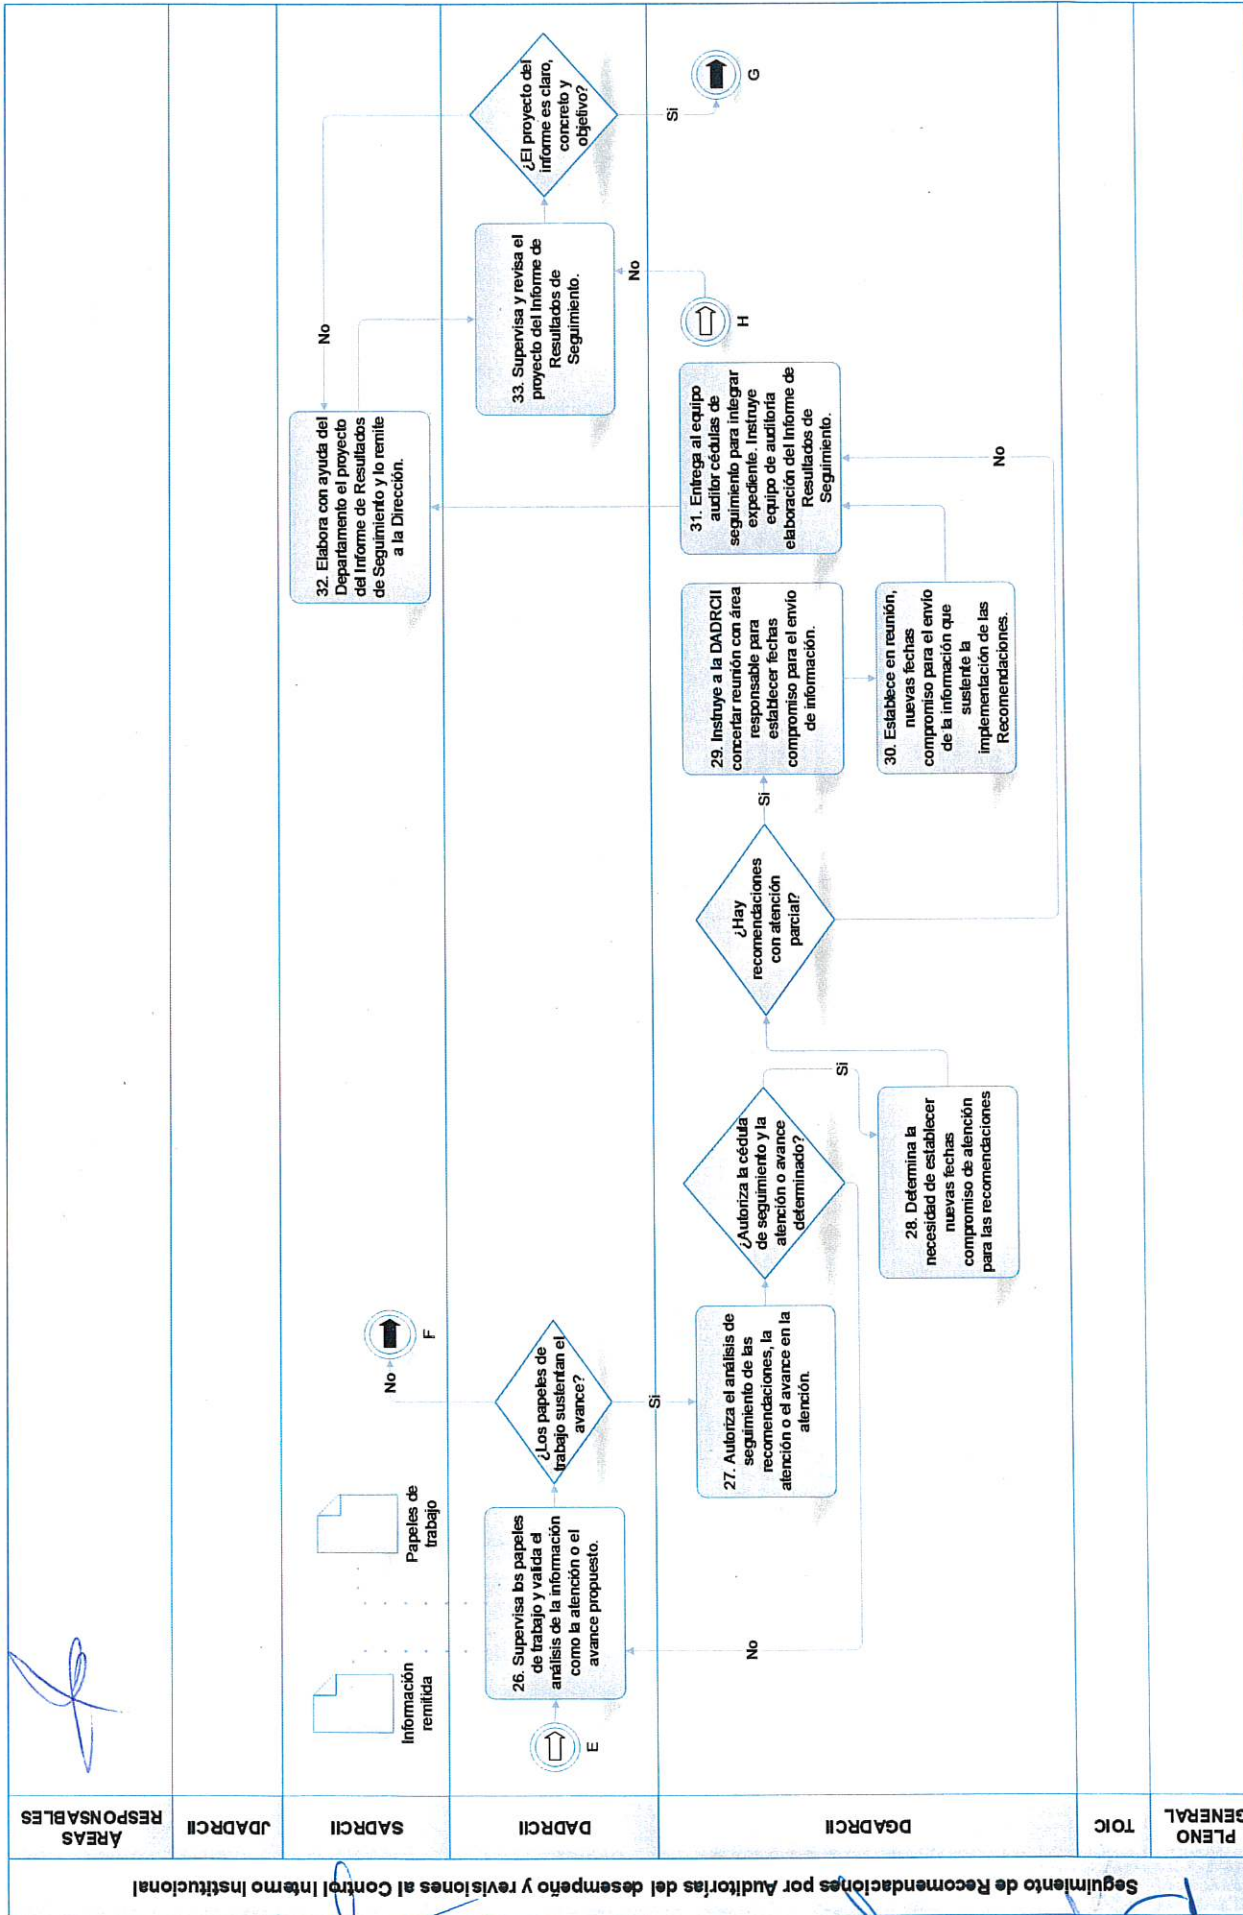 Seguimiento de Recomendaciones por Auditorías del desempeño y revisiones al Control Interno Institucional
ÁREAS
RESPONSABLES
JDADRCII
SADRCII
DADRCII
DGADRCII
TOIC
PLENO
GENERAL
Información
remitida
Papeles de
trabajo
No
F
32. Elabora con ayuda del
Departamento el proyecto
del Informe de Resultados
de Seguimiento y lo remite
a la Dirección.
No
E
26. Supervisa los papeles
de trabajo y valida el
análisis de la información
como la atención o el
avance propuesto.
¿Los papeles de
trabajo sustentan el
avance?
Si
33. Supervisa y revisa el
proyecto del Informe de
Resultados de
Seguimiento.
¿El proyecto del
informe es claro,
concreto y
objetivo?
No
Si
G
H
No
27. Autoriza el análisis de
seguimiento de las
recomendaciones, la
atención o el avance en la
atención.
¿Autoriza la cédula
de seguimiento y la
atención o avance
determinado?
Si
28. Determina la
necesidad de establecer
nuevas fechas
compromiso de atención
para las recomendaciones
¿Hay
recomendaciones
con atención
parcial?
Si
29. Instruye a la DADRCII
concertar reunión con área
responsable para
establecer fechas
compromiso para el envío
de información.
30. Establece en reunión,
nuevas fechas
compromiso para el envío
de la información que
sustente la
implementación de las
Recomendaciones.
31. Entrega al equipo
auditor cédulas de
seguimiento para integrar
expediente. Instruye
equipo de auditoría
elaboración del Informe de
Resultados de
Seguimiento.
No